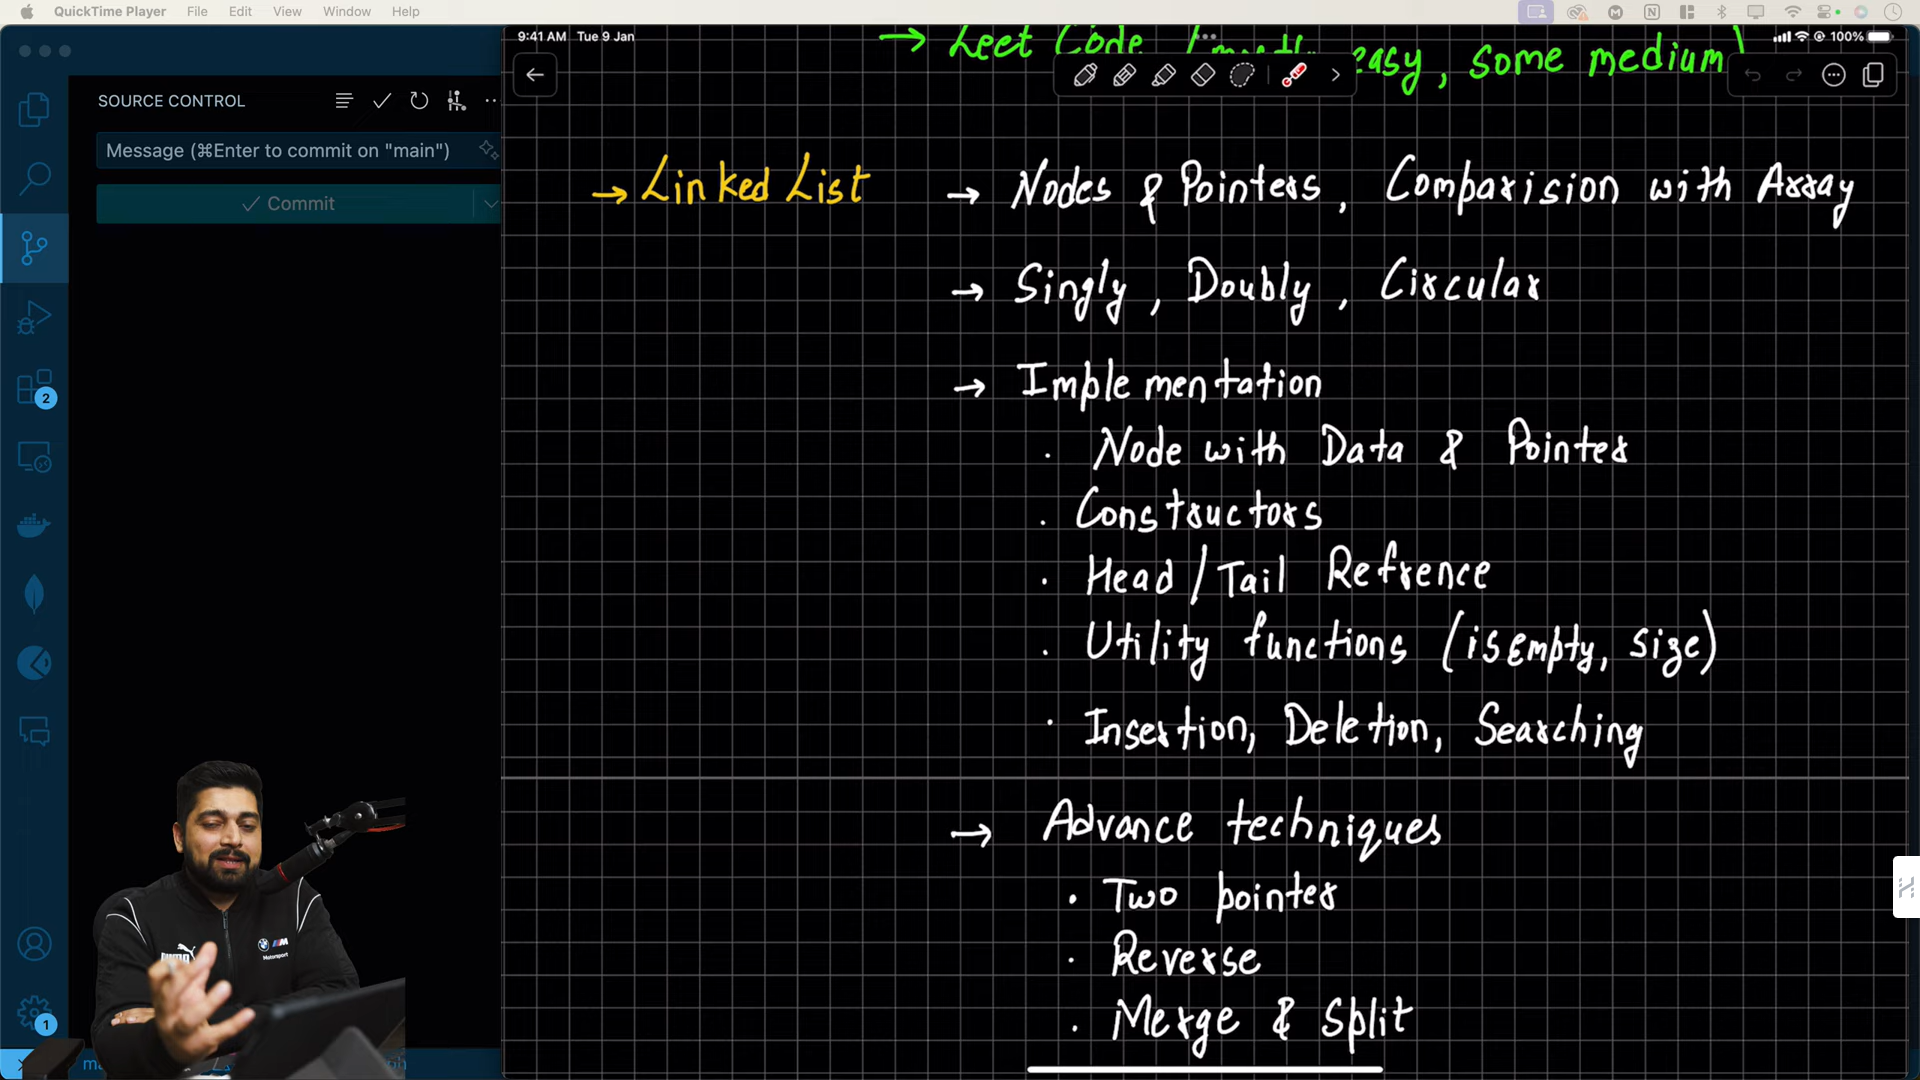 QuickTime Player File Edit View Window Help
9:41 AM Tue 9 Jan
100%
→ Leet Code (mostly easy, some medium)
SOURCE CONTROL
Message (⌘Enter to commit on "main")
Commit
→ Linked List → Nodes & Pointers, Comparision with Array
→ Singly, Doubly, Circular
→ Implementation
. Node with Data & Pointer
. Constructors
. Head/Tail Refrence
. Utility functions (isEmpty, size)
. Insertion, Deletion, Searching
→ Advance techniques
. Two pointer
. Reverse
. Merge & Split
2
1